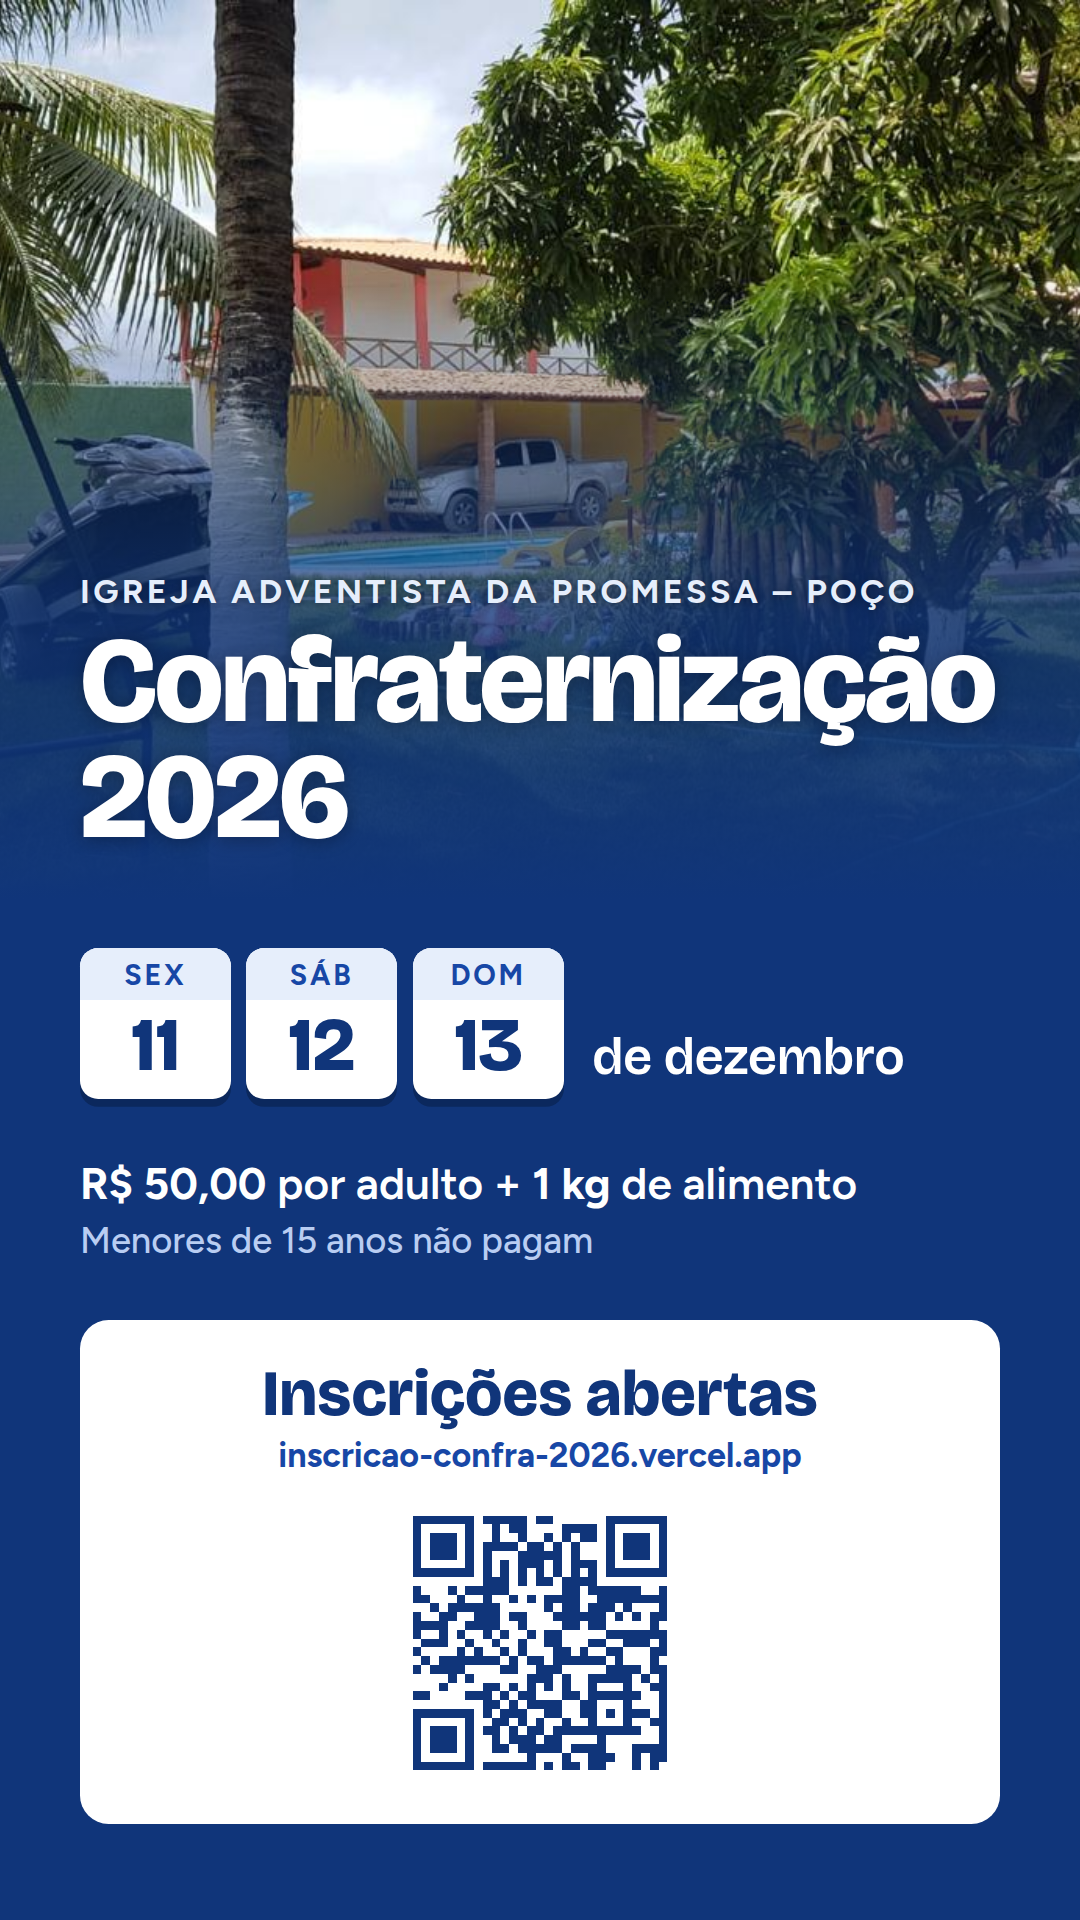 IGREJA ADVENTISTA DA PROMESSA – POÇO
Confraternização
2026
SEX SÁB DOM
11 12 13 de dezembro
R$ 50,00 por adulto + 1 kg de alimento
Menores de 15 anos não pagam
Inscrições abertas
inscricao-confra-2026.vercel.app